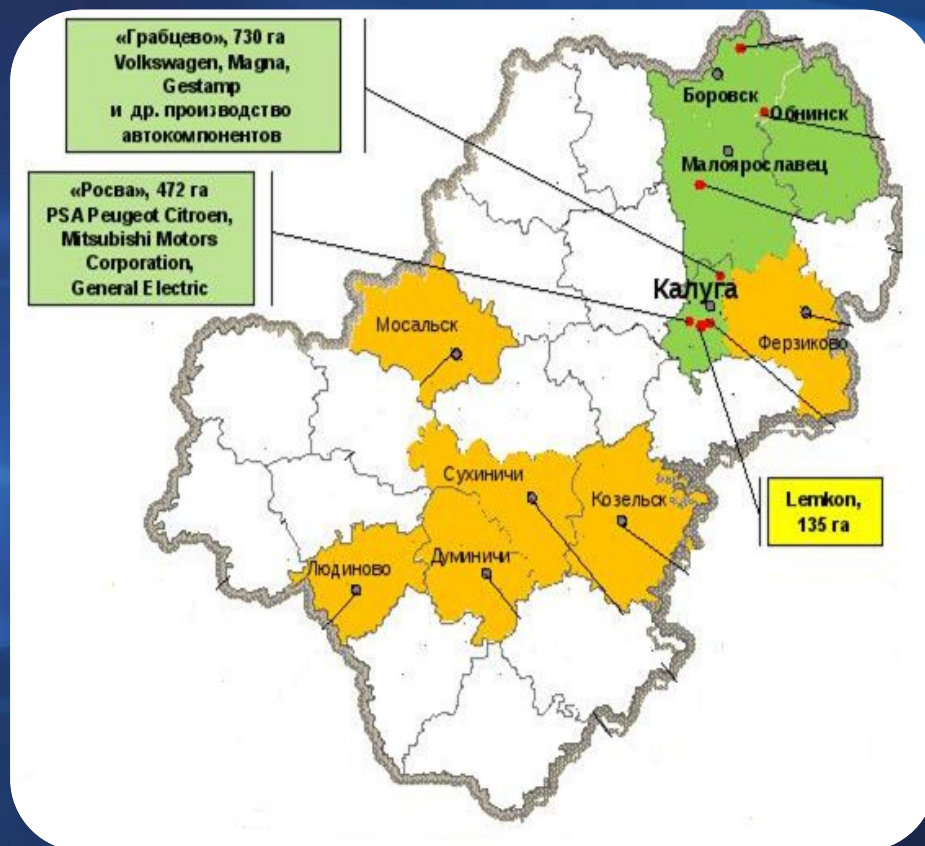 «Грабцево», 730 га
Volkswagen, Magna,
Gestamp
и др. производство
автокомпонентов
Боровск
Обнинск
Малоярославец
«Росва», 472 га
PSA Peugeot Citroen,
Mitsubishi Motors
Corporation,
General Electric
Калуга
Мосальск
Ферзиково
Сухиничи
Козельск
Lemkon,
135 га
Думиничи
Людиново